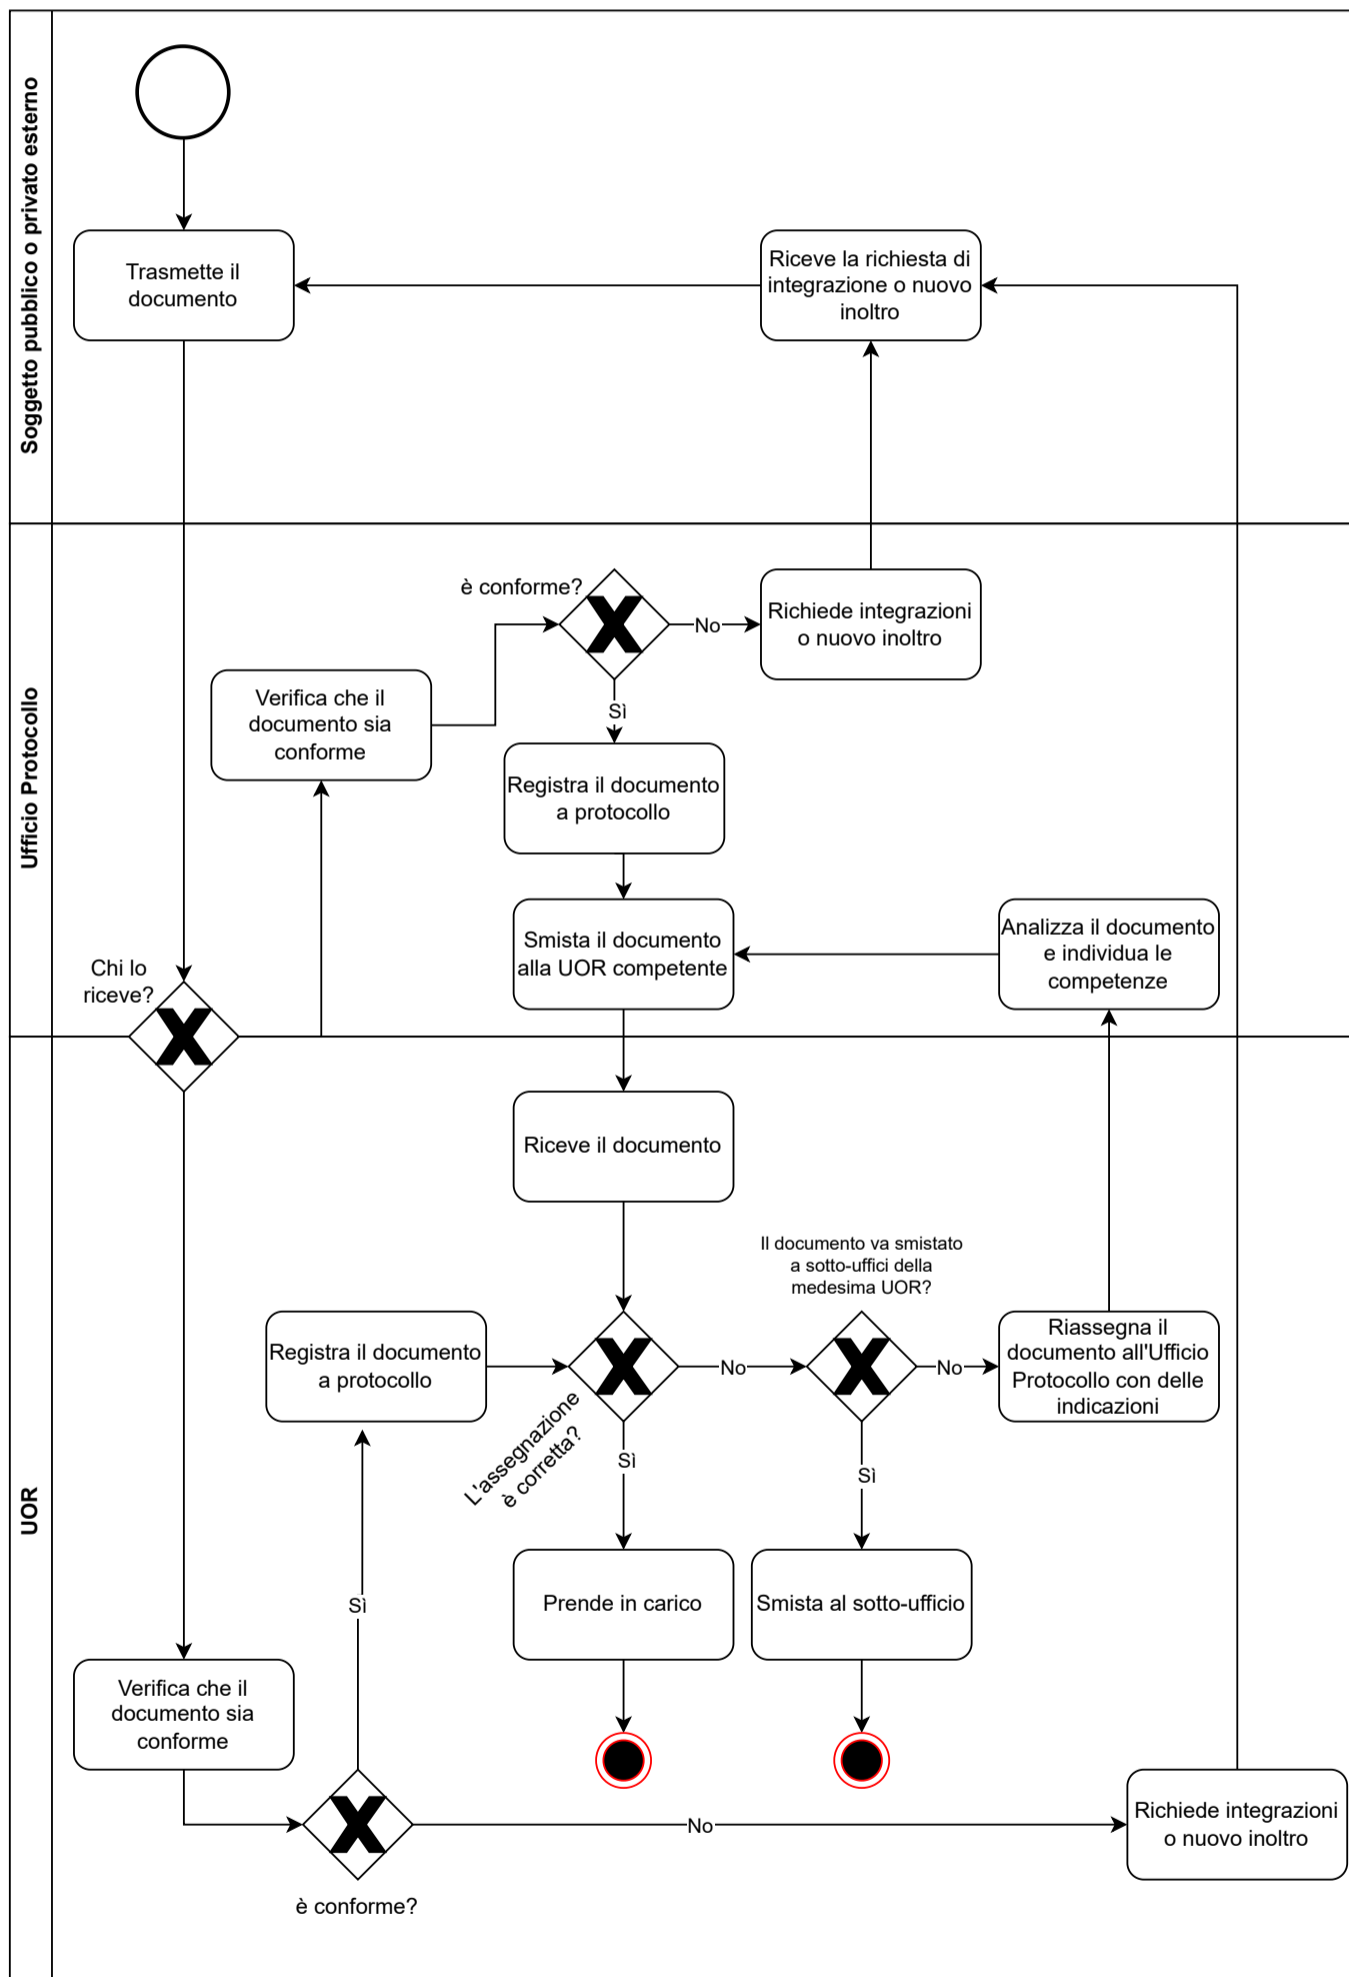 Soggetto pubblico o privato esterno
Trasmette il
documento
Riceve la richiesta di
integrazione o nuovo
inoltro
Ufficio Protocollo
è conforme?
No
Richiede integrazioni
o nuovo inoltro
Verifica che il
documento sia
conforme
Sì
Registra il documento
a protocollo
Smista il documento
alla UOR competente
Analizza il documento
e individua le
competenze
Chi lo
riceve?
UOR
Riceve il documento
Il documento va smistato
a sotto-uffici della
medesima UOR?
Registra il documento
a protocollo
No
No
Riassegna il
documento all'Ufficio
Protocollo con delle
indicazioni
L'assegnazione
è corretta?
Sì
Sì
Prende in carico
Smista al sotto-ufficio
Sì
Verifica che il
documento sia
conforme
No
Richiede integrazioni
o nuovo inoltro
è conforme?